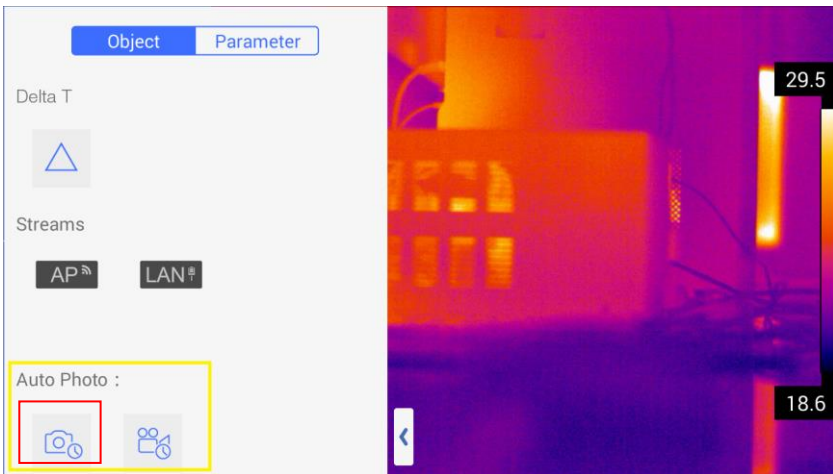 Object Parameter
Delta T
Streams
AP LAN
Auto Photo :
29.5
18.6